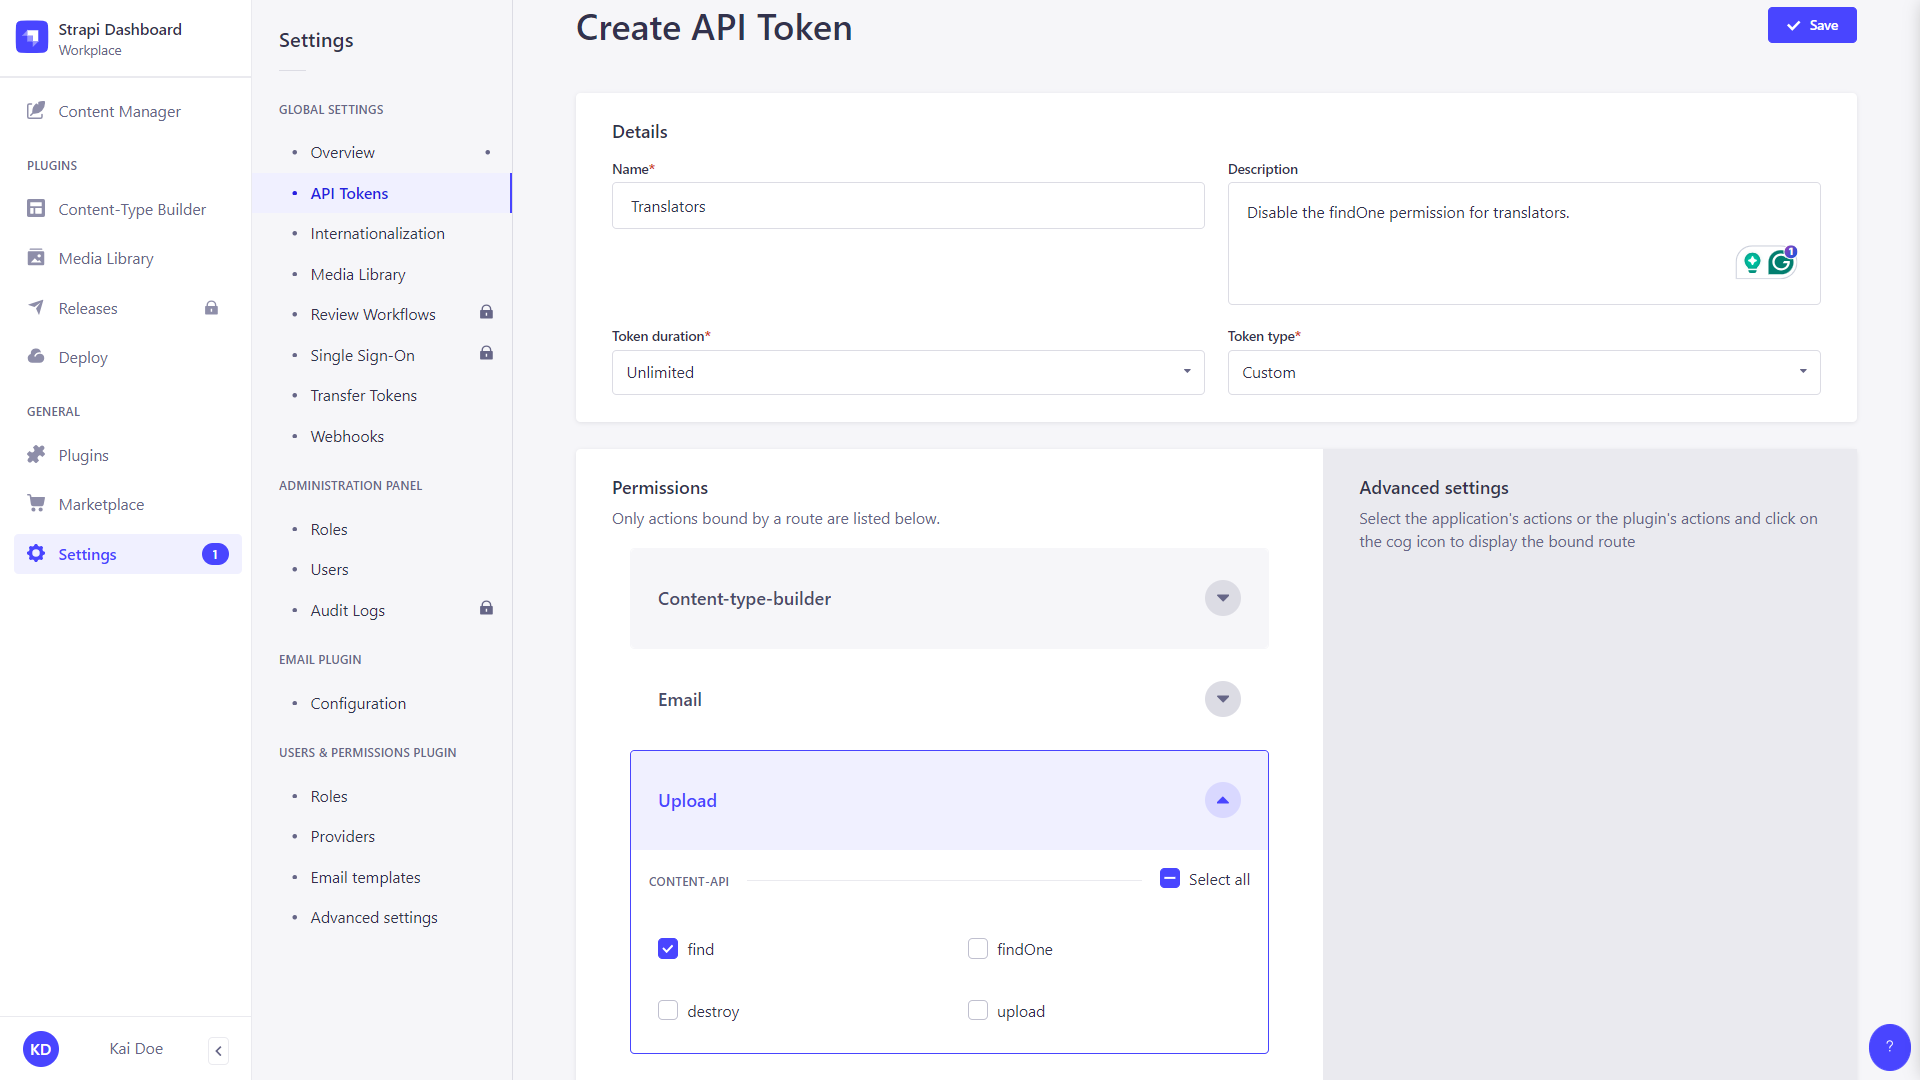 Strapi Dashboard
Workplace
Content Manager
PLUGINS
Content-Type Builder
Media Library
Releases
Deploy
GENERAL
Plugins
Marketplace
Settings
1
KD
Kai Doe
Settings
GLOBAL SETTINGS
Overview
API Tokens
Internationalization
Media Library
Review Workflows
Single Sign-On
Transfer Tokens
Webhooks
ADMINISTRATION PANEL
Roles
Users
Audit Logs
EMAIL PLUGIN
Configuration
USERS & PERMISSIONS PLUGIN
Roles
Providers
Email templates
Advanced settings
Create API Token
Save
Details
Name*
Translators
Description
Disable the findOne permission for translators.
1
Token duration*
Unlimited
Token type*
Custom
Permissions
Only actions bound by a route are listed below.
Content-type-builder
Email
Upload
CONTENT-API
Select all
find
findOne
destroy
upload
Advanced settings
Select the application's actions or the plugin's actions and click on
the cog icon to display the bound route
?